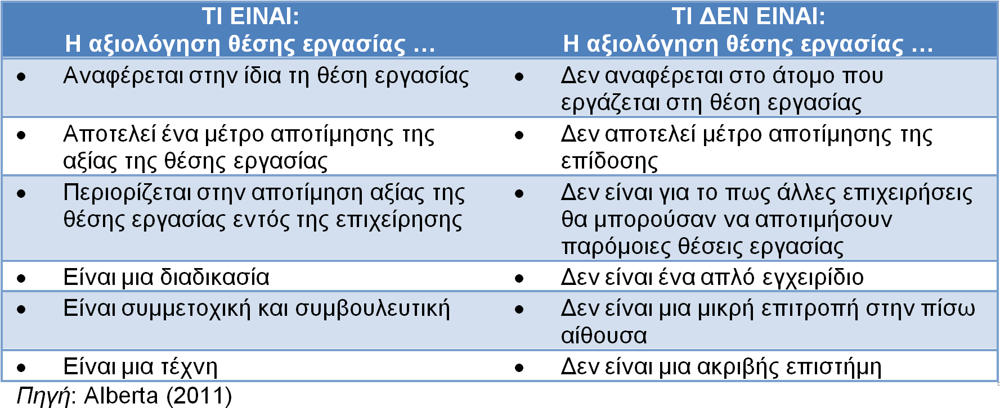 ΤΙ ΕΙΝΑΙ:
Η αξιολόγηση θέσης εργασίας …
ΤΙ ΔΕΝ ΕΙΝΑΙ:
Η αξιολόγηση θέσης εργασίας …
• Αναφέρεται στην ίδια τη θέση εργασίας
• Δεν αναφέρεται στο άτομο που
εργάζεται στη θέση εργασίας
• Αποτελεί ένα μέτρο αποτίμησης της
αξίας της θέσης εργασίας
• Δεν αποτελεί μέτρο αποτίμησης της
επίδοσης
• Περιορίζεται στην αποτίμηση αξίας της
θέσης εργασίας εντός της επιχείρησης
• Δεν είναι για το πως άλλες επιχειρήσεις
θα μπορούσαν να αποτιμήσουν
παρόμοιες θέσεις εργασίας
• Είναι μια διαδικασία
• Δεν είναι ένα απλό εγχειρίδιο
• Είναι συμμετοχική και συμβουλευτική
• Δεν είναι μια μικρή επιτροπή στην πίσω
αίθουσα
• Είναι μια τέχνη
• Δεν είναι μια ακριβής επιστήμη
Πηγή: Alberta (2011)